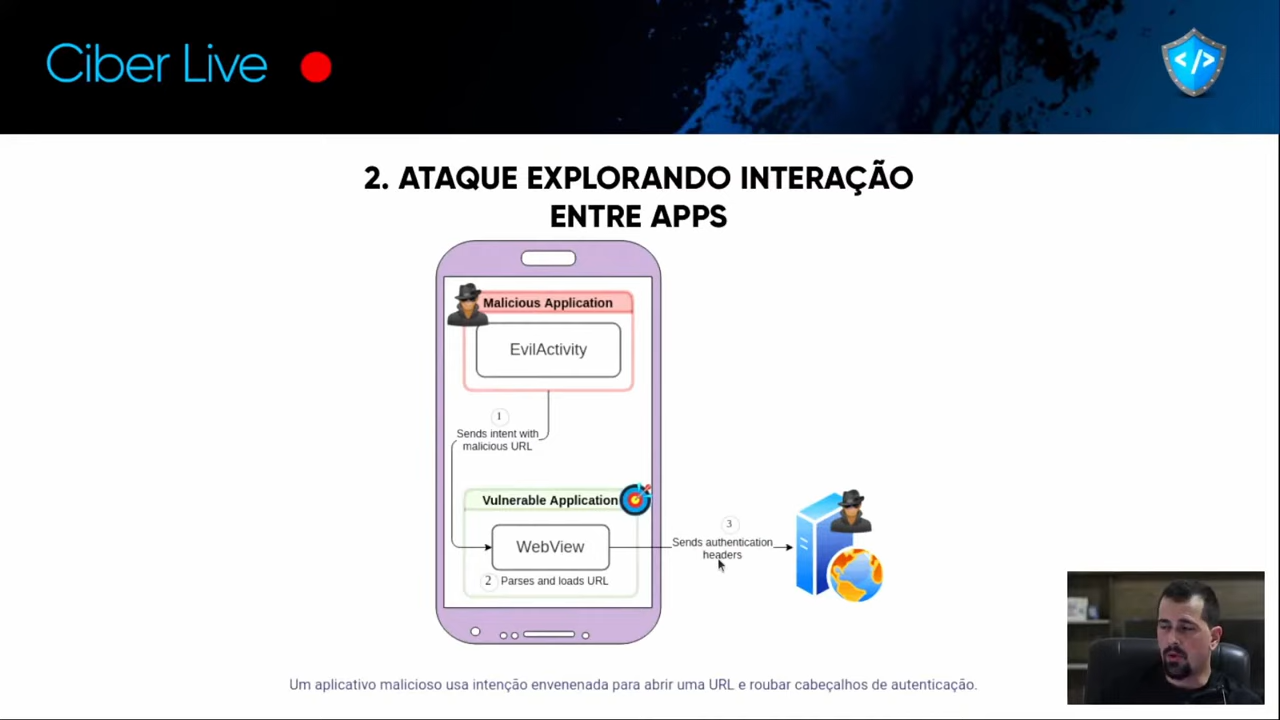 Ciber Live
</>
2. ATAQUE EXPLORANDO INTERAÇÃO
ENTRE APPS
Malicious Application
EvilActivity
1
Sends intent with
malicious URL
Vulnerable Application
WebView
2 Parses and loads URL
3
Sends authentication
headers
Um aplicativo malicioso usa intenção envenenada para abrir uma URL e roubar cabeçalhos de autenticação.